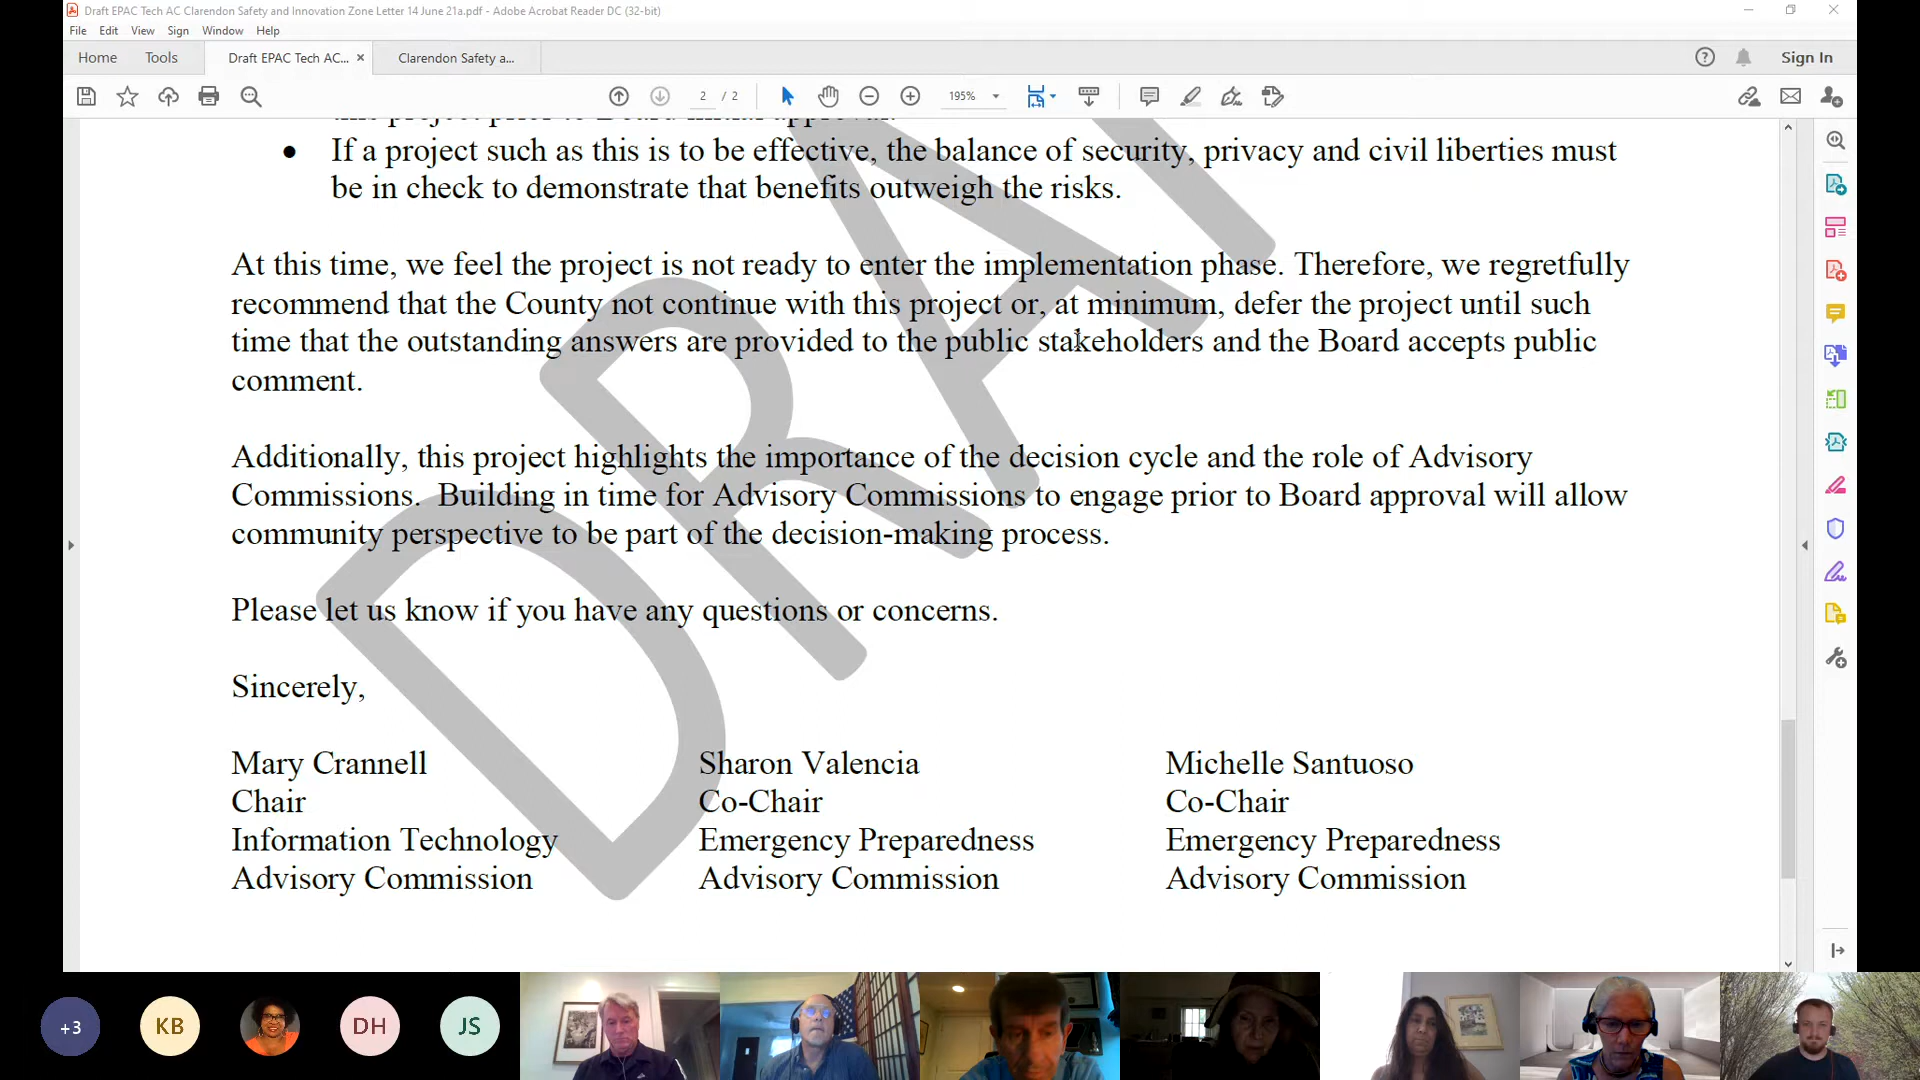 Draft EPAC Tech AC Clarendon Safety and Innovation Zone Letter 14 June 21a.pdf - Adobe Acrobat Reader DC (32-bit)
File Edit View Sign Window Help
Home Tools Draft EPAC Tech AC... × Clarendon Safety a... Sign In
2 / 2 195%
this project prior to Board initial approval.
• If a project such as this is to be effective, the balance of security, privacy and civil liberties must
be in check to demonstrate that benefits outweigh the risks.
At this time, we feel the project is not ready to enter the implementation phase. Therefore, we regretfully
recommend that the County not continue with this project or, at minimum, defer the project until such
time that the outstanding answers are provided to the public stakeholders and the Board accepts public
comment.
Additionally, this project highlights the importance of the decision cycle and the role of Advisory
Commissions. Building in time for Advisory Commissions to engage prior to Board approval will allow
community perspective to be part of the decision-making process.
Please let us know if you have any questions or concerns.
Sincerely,
Mary Crannell Sharon Valencia Michelle Santuoso
Chair Co-Chair Co-Chair
Information Technology Emergency Preparedness Emergency Preparedness
Advisory Commission Advisory Commission Advisory Commission
DRA
+3 KB DH JS